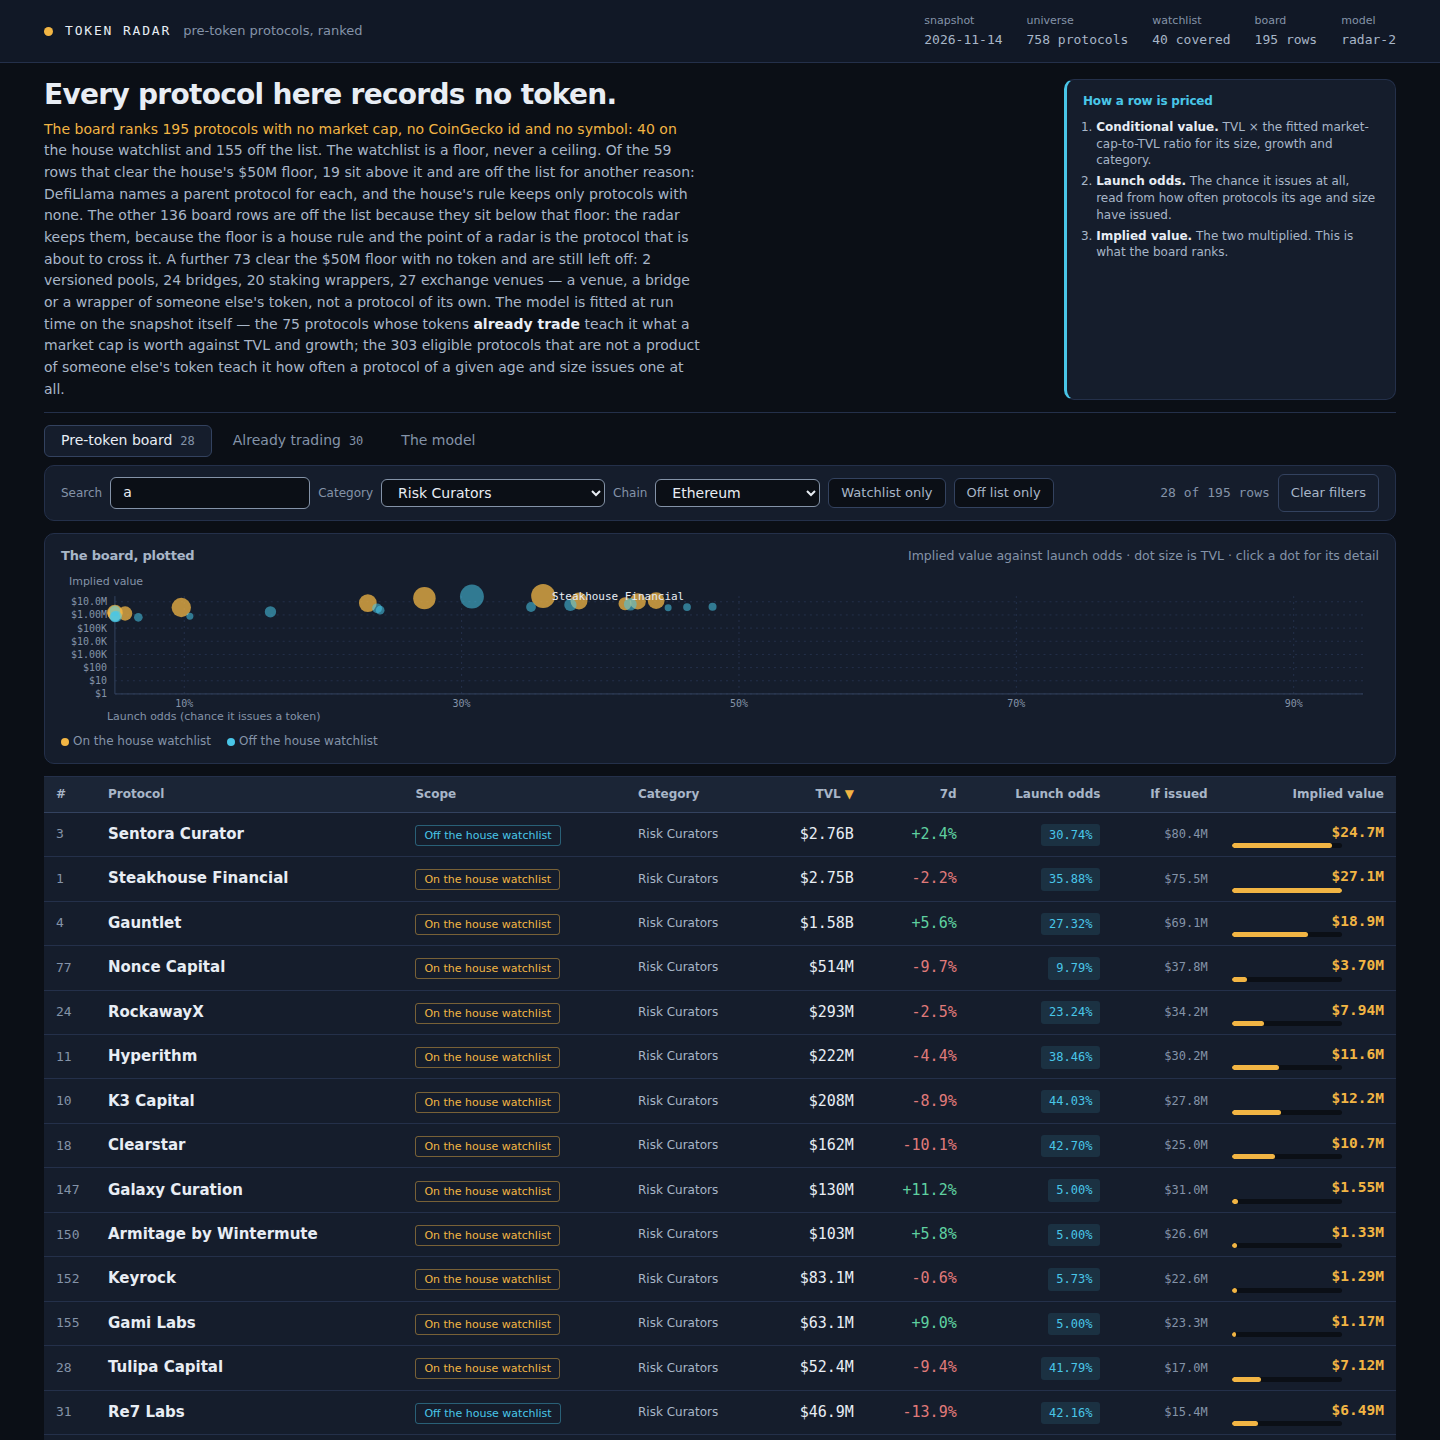 TOKEN RADAR pre-token protocols, ranked
snapshot universe watchlist board model
2026-11-14 758 protocols 40 covered 195 rows radar-2
Every protocol here records no token.
The board ranks 195 protocols with no market cap, no CoinGecko id and no symbol: 40 on
the house watchlist and 155 off the list. The watchlist is a floor, never a ceiling. Of the 59
rows that clear the house's $50M floor, 19 sit above it and are off the list for another reason:
DefiLlama names a parent protocol for each, and the house's rule keeps only protocols with
none. The other 136 board rows are off the list because they sit below that floor: the radar
keeps them, because the floor is a house rule and the point of a radar is the protocol that is
about to cross it. A further 73 clear the $50M floor with no token and are still left off: 2
versioned pools, 24 bridges, 20 staking wrappers, 27 exchange venues — a venue, a bridge
or a wrapper of someone else's token, not a protocol of its own. The model is fitted at run
time on the snapshot itself — the 75 protocols whose tokens already trade teach it what a
market cap is worth against TVL and growth; the 303 eligible protocols that are not a product
of someone else's token teach it how often a protocol of a given age and size issues one at
all.
How a row is priced
1. Conditional value. TVL × the fitted market-
cap-to-TVL ratio for its size, growth and
category.
2. Launch odds. The chance it issues at all,
read from how often protocols its age and size
have issued.
3. Implied value. The two multiplied. This is
what the board ranks.
Pre-token board 28 Already trading 30 The model
Search a Category Risk Curators Chain Ethereum Watchlist only Off list only 28 of 195 rows Clear filters
The board, plotted Implied value against launch odds · dot size is TVL · click a dot for its detail
Implied value
Steakhouse Financial
$10.0M
$1.00M
$100K
$10.0K
$1.00K
$100
$10
$1
10% 30% 50% 70% 90%
Launch odds (chance it issues a token)
On the house watchlist Off the house watchlist
# Protocol Scope Category TVL ▼ 7d Launch odds If issued Implied value
3 Sentora Curator Off the house watchlist Risk Curators $2.76B +2.4% 30.74% $80.4M $24.7M
1 Steakhouse Financial On the house watchlist Risk Curators $2.75B -2.2% 35.88% $75.5M $27.1M
4 Gauntlet On the house watchlist Risk Curators $1.58B +5.6% 27.32% $69.1M $18.9M
77 Nonce Capital On the house watchlist Risk Curators $514M -9.7% 9.79% $37.8M $3.70M
24 RockawayX On the house watchlist Risk Curators $293M -2.5% 23.24% $34.2M $7.94M
11 Hyperithm On the house watchlist Risk Curators $222M -4.4% 38.46% $30.2M $11.6M
10 K3 Capital On the house watchlist Risk Curators $208M -8.9% 44.03% $27.8M $12.2M
18 Clearstar On the house watchlist Risk Curators $162M -10.1% 42.70% $25.0M $10.7M
147 Galaxy Curation On the house watchlist Risk Curators $130M +11.2% 5.00% $31.0M $1.55M
150 Armitage by Wintermute On the house watchlist Risk Curators $103M +5.8% 5.00% $26.6M $1.33M
152 Keyrock On the house watchlist Risk Curators $83.1M -0.6% 5.73% $22.6M $1.29M
155 Gami Labs On the house watchlist Risk Curators $63.1M +9.0% 5.00% $23.3M $1.17M
28 Tulipa Capital On the house watchlist Risk Curators $52.4M -9.4% 41.79% $17.0M $7.12M
31 Re7 Labs Off the house watchlist Risk Curators $46.9M -13.9% 42.16% $15.4M $6.49M